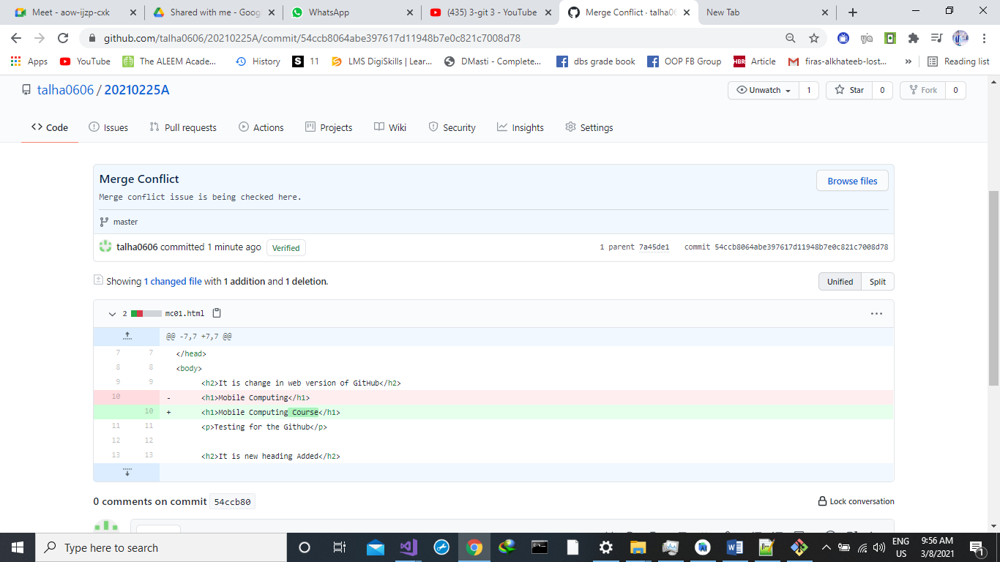 Meet - aow-ijzp-cxk
Shared with me - Goog
WhatsApp
(435) 3-git 3 - YouTube
Merge Conflict · talha06
New Tab
github.com/talha0606/20210225A/commit/54ccb8064abe397617d11948b7e0c821c7008d78
Apps
YouTube
The ALEEM Acade...
History
S 11
LMS DigiSkills | Lear...
DMasti - Complete...
dbs grade book
OOP FB Group
HBR Article
firas-alkhateeb-lost...
»
Reading list
talha0606 / 20210225A
Unwatch 1
Star 0
Fork 0
Code
Issues
Pull requests
Actions
Projects
Wiki
Security
Insights
Settings
Merge Conflict
Browse files
Merge conflict issue is being checked here.
master
talha0606 committed 1 minute ago Verified
1 parent 7a45de1 commit 54ccb8064abe397617d11948b7e0c821c7008d78
Showing 1 changed file with 1 addition and 1 deletion.
Unified Split
2 mc01.html
@@ -7,7 +7,7 @@
7 7 </head>
8 8 <body>
9 9 <h2>It is change in web version of GitHub</h2>
10 - <h1>Mobile Computing</h1>
10 + <h1>Mobile Computing Course</h1>
11 11 <p>Testing for the Github</p>
12 12
13 13 <h2>It is new heading Added</h2>
0 comments on commit 54ccb80
Lock conversation
Type here to search
ENG
US
9:56 AM
3/8/2021
1